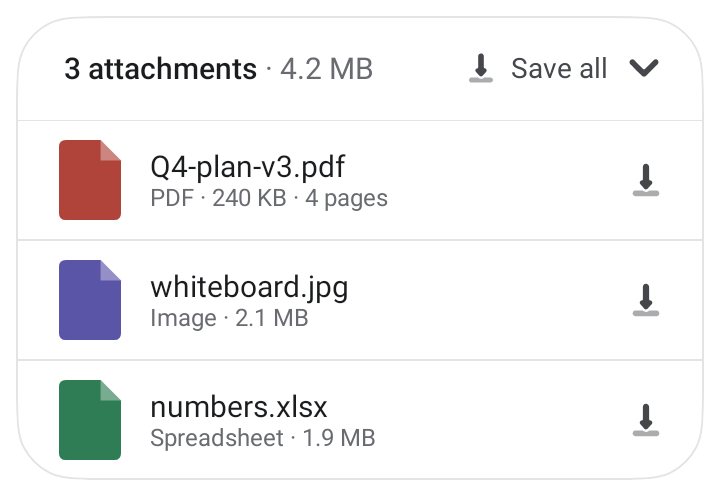 3 attachments · 4.2 MB Save all
Q4-plan-v3.pdf
PDF · 240 KB · 4 pages
whiteboard.jpg
Image · 2.1 MB
numbers.xlsx
Spreadsheet · 1.9 MB